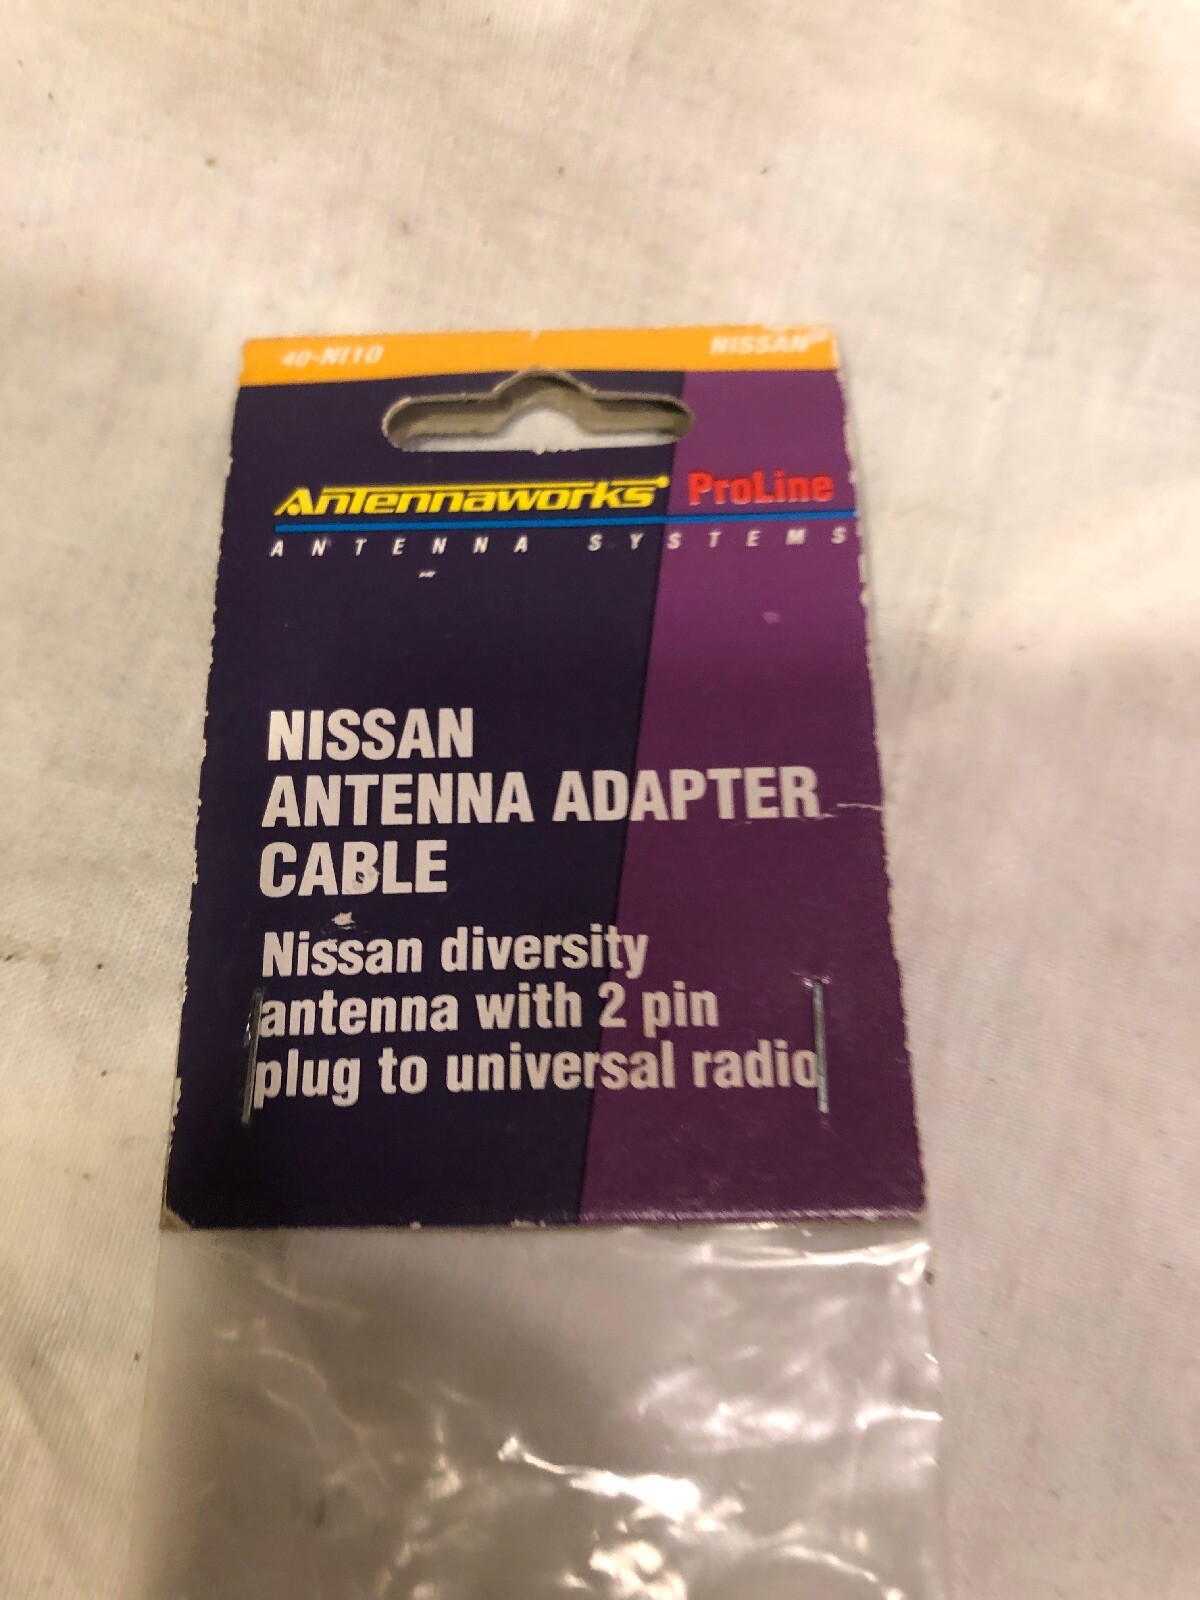 40-NI10 NISSAN
Antennaworks ProLine
ANTENNA SYSTEMS
NISSAN
ANTENNA ADAPTER
CABLE
Nissan diversity
antenna with 2 pin
plug to universal radio